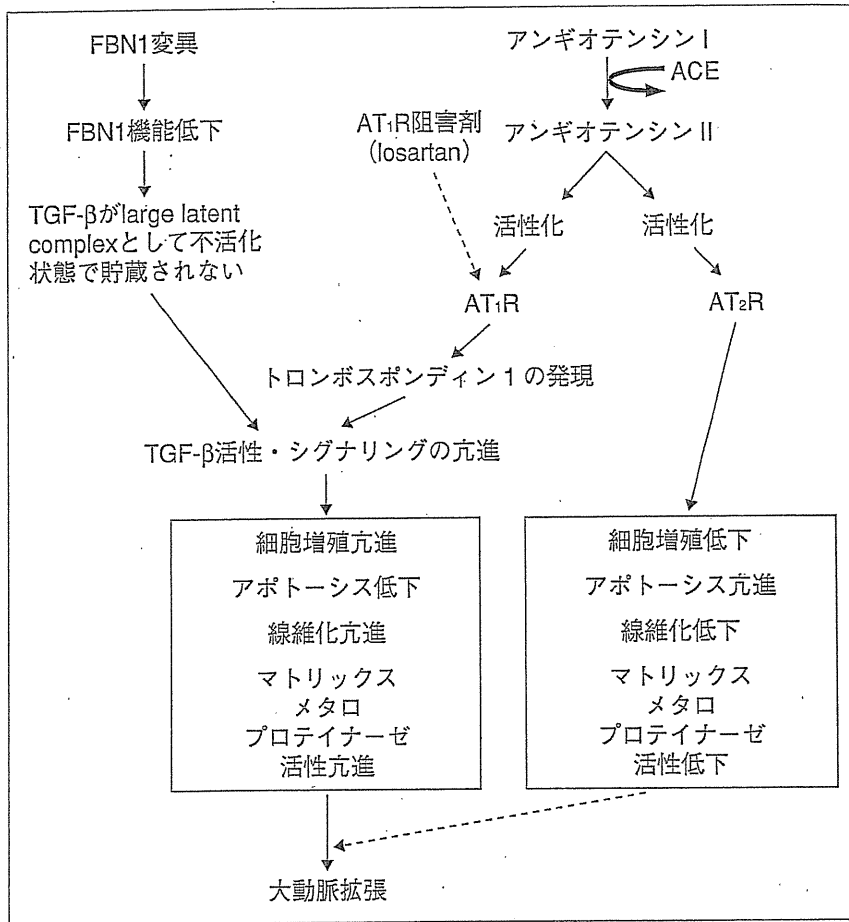 FBN1変異
FBN1機能低下
TGF-βがlarge latent
complexとして不活化
状態で貯蔵されない
アンギオテンシンI
ACE
AT1R阻害剤
(losartan)
アンギオテンシンII
活性化
活性化
AT1R
AT2R
トロンボスポンディン1の発現
TGF-β活性・シグナリングの亢進
細胞増殖亢進
アポトーシス低下
線維化亢進
マトリックス
メタロ
プロテイナーゼ
活性亢進
細胞増殖低下
アポトーシス亢進
線維化低下
マトリックス
メタロ
プロテイナーゼ
活性低下
大動脈拡張